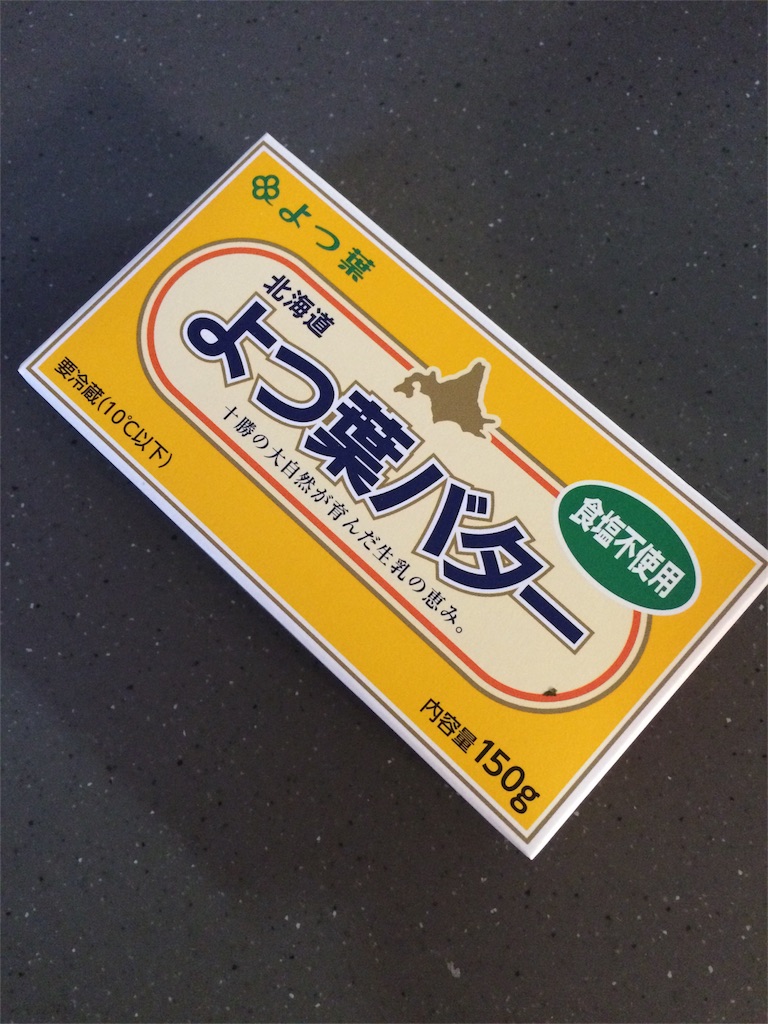 よつ葉
北海道
よつ葉バター
十勝の大自然が育んだ生乳の恵み。
食塩不使用
要冷蔵(10℃以下)
内容量150g